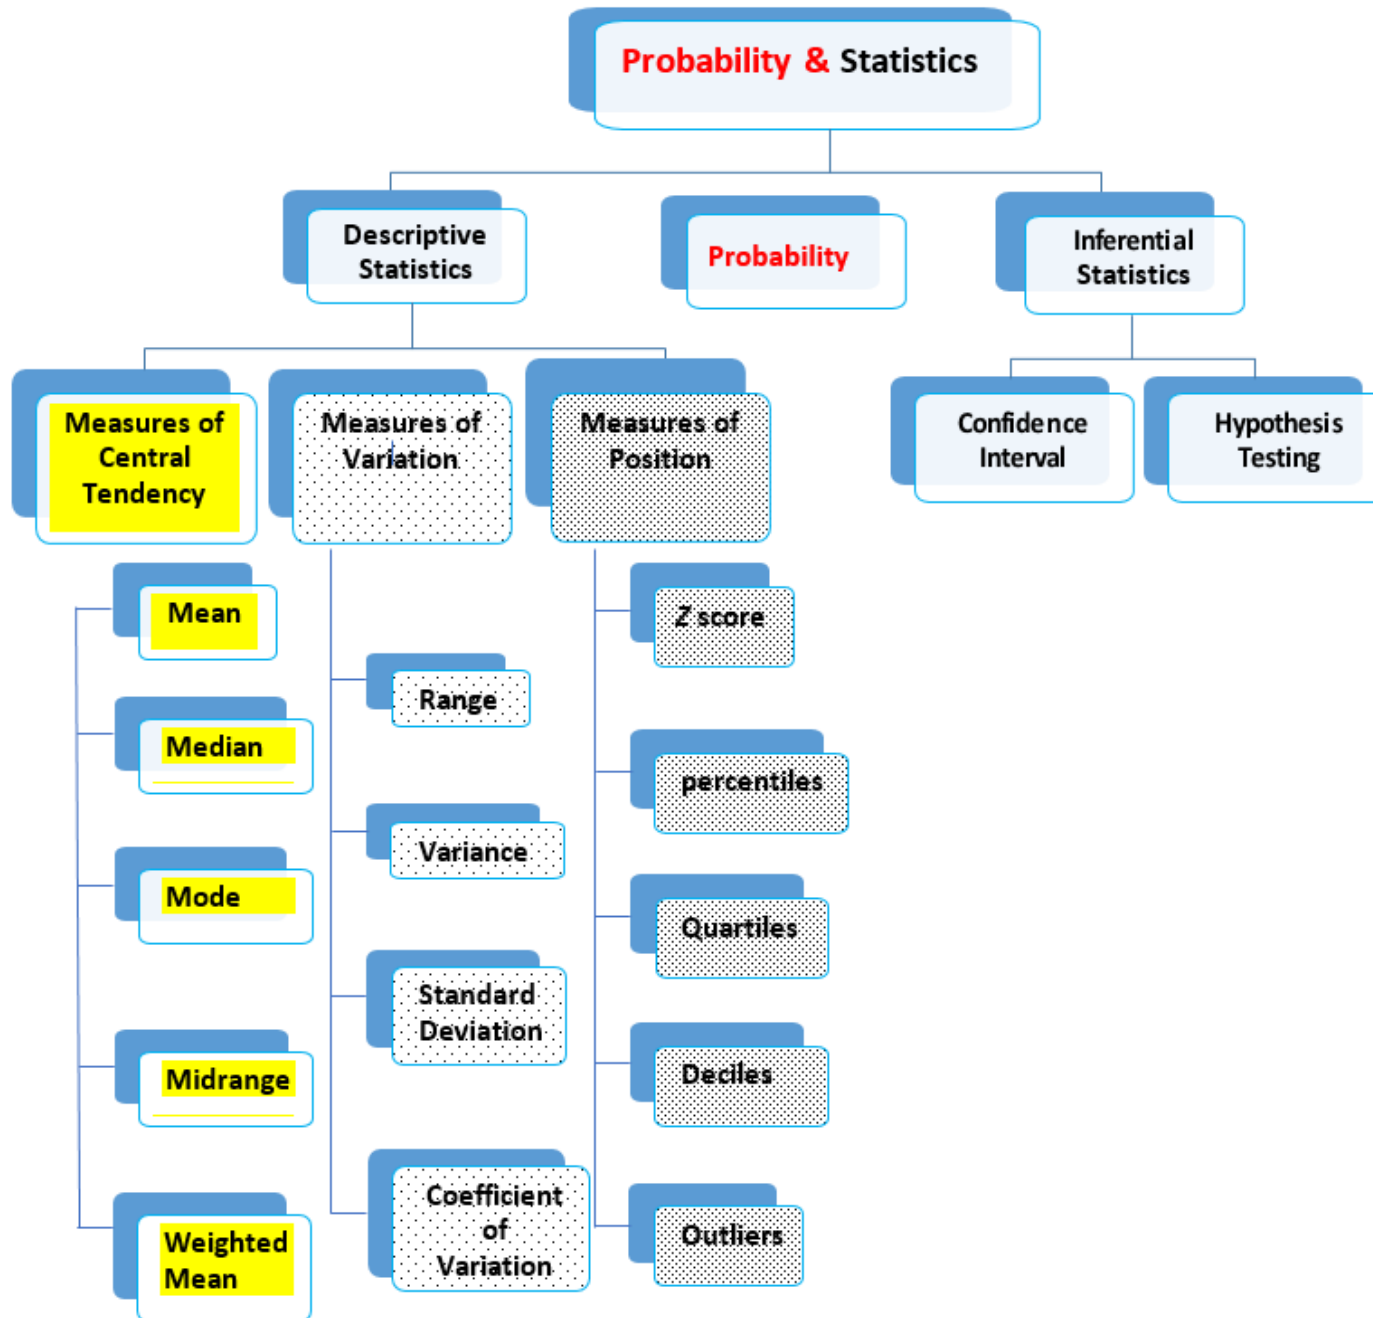 Probability & Statistics
Descriptive
Statistics
Probability
Inferential
Statistics
Measures of
Central
Tendency
Measures of
Variation
Measures of
Position
Confidence
Interval
Hypothesis
Testing
Mean
Median
Mode
Midrange
Weighted
Mean
Range
Variance
Standard
Deviation
Coefficient
of
Variation
Z score
percentiles
Quartiles
Deciles
Outliers